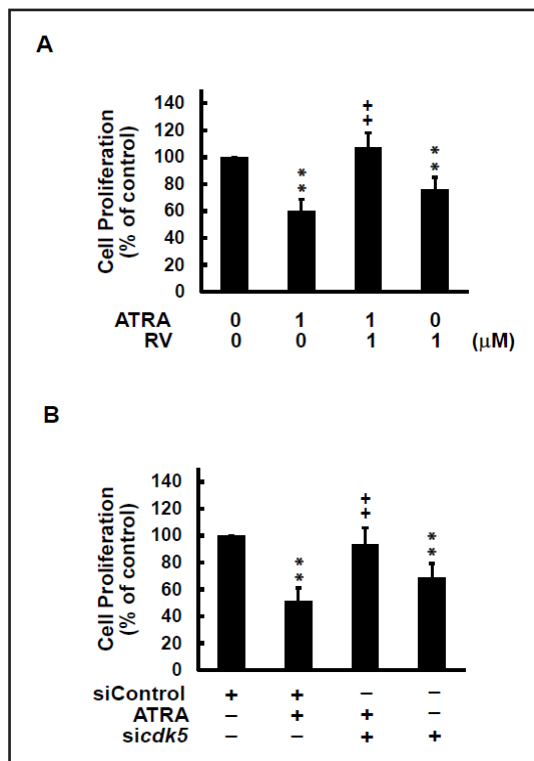 A
Cell Proliferation
(% of control)
140
120
100
80
60
40
20
0
**
++
**
ATRA 0 1 1 0
RV 0 0 1 1 (μM)
B
Cell Proliferation
(% of control)
140
120
100
80
60
40
20
0
**
++
**
siControl + + – –
ATRA – + + –
sicdk5 – – + +